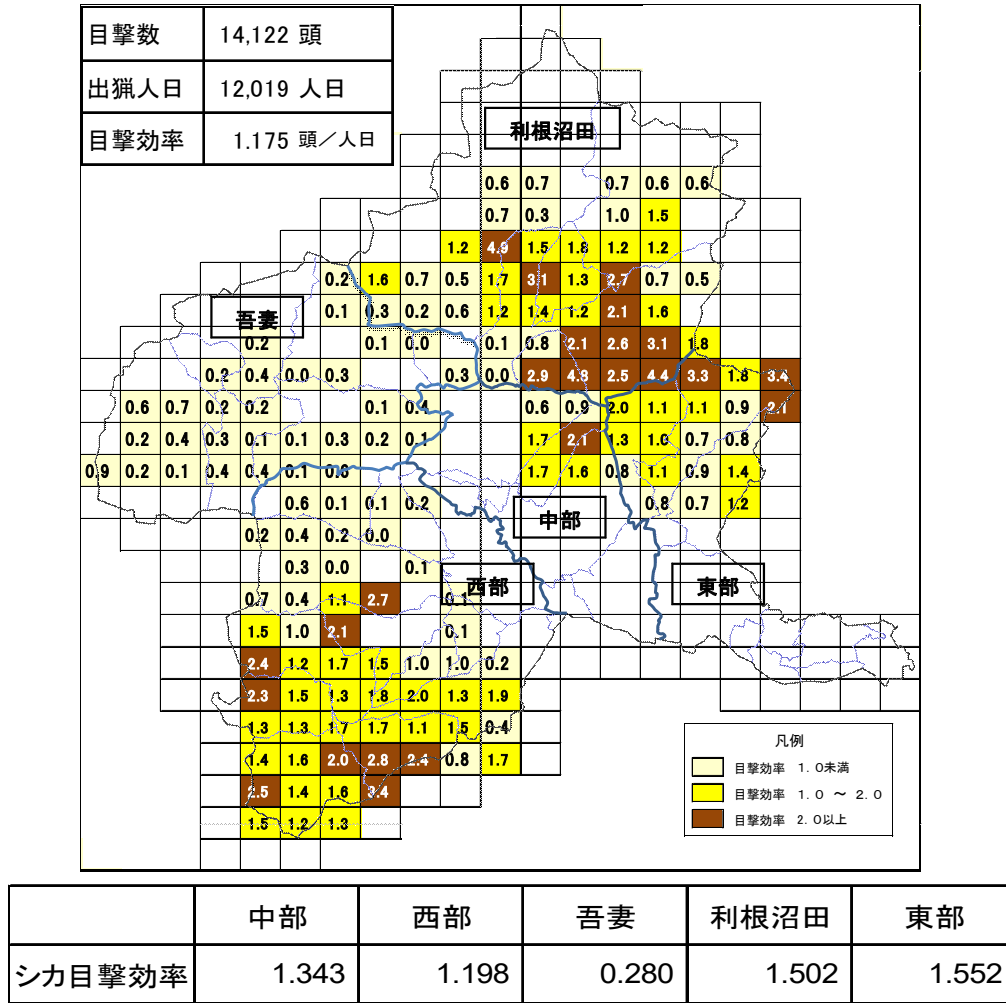 目撃数 14,122 頭
出猟人日 12,019 人日
目撃効率 1.175 頭／人日
利根沼田
0.6 0.7 0.7 0.6 0.6
0.7 0.3 1.0 1.5
1.2 4.9 1.5 1.8 1.2 1.2
0.2 1.6 0.7 0.5 1.7 3.1 1.3 2.7 0.7 0.5
吾妻
0.1 0.3 0.2 0.6 1.2 1.4 1.2 2.1 1.6
0.2 0.1 0.0 0.1 0.8 2.1 2.6 3.1 1.8
0.2 0.4 0.0 0.3 0.3 0.0 2.9 4.8 2.5 4.4 3.3 1.8 3.4
0.6 0.7 0.2 0.2 0.1 0.4 0.6 0.9 2.0 1.1 1.1 0.9 2.1
0.2 0.4 0.3 0.1 0.1 0.3 0.2 0.1 1.7 2.1 1.3 1.0 0.7 0.8
0.9 0.2 0.1 0.4 0.4 0.1 0.0 1.7 1.6 0.8 1.1 0.9 1.4
0.6 0.1 0.1 0.2 0.8 0.7 1.2
中部
0.2 0.4 0.2 0.0
0.3 0.0 0.1
西部
東部
0.7 0.4 1.1 2.7 0.1
1.5 1.0 2.1 0.1
2.4 1.2 1.7 1.5 1.0 1.0 0.2
2.3 1.5 1.3 1.8 2.0 1.3 1.9
1.3 1.3 1.7 1.7 1.1 1.5 0.4
1.4 1.6 2.0 2.8 2.4 0.8 1.7
2.5 1.4 1.6 3.4
1.5 1.2 1.3
凡例
目撃効率 1．0未満
目撃効率 1．0 ～ 2．0
目撃効率 2．0以上
中部 西部 吾妻 利根沼田 東部
シカ目撃効率 1.343 1.198 0.280 1.502 1.552